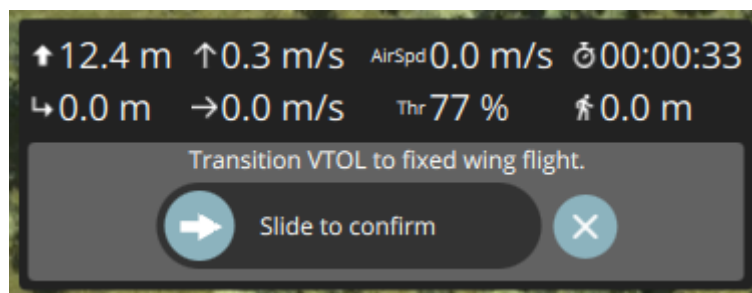 12.4 m 0.3 m/s AirSpd 0.0 m/s 00:00:33
0.0 m 0.0 m/s Thr 77 % 0.0 m
Transition VTOL to fixed wing flight.
Slide to confirm